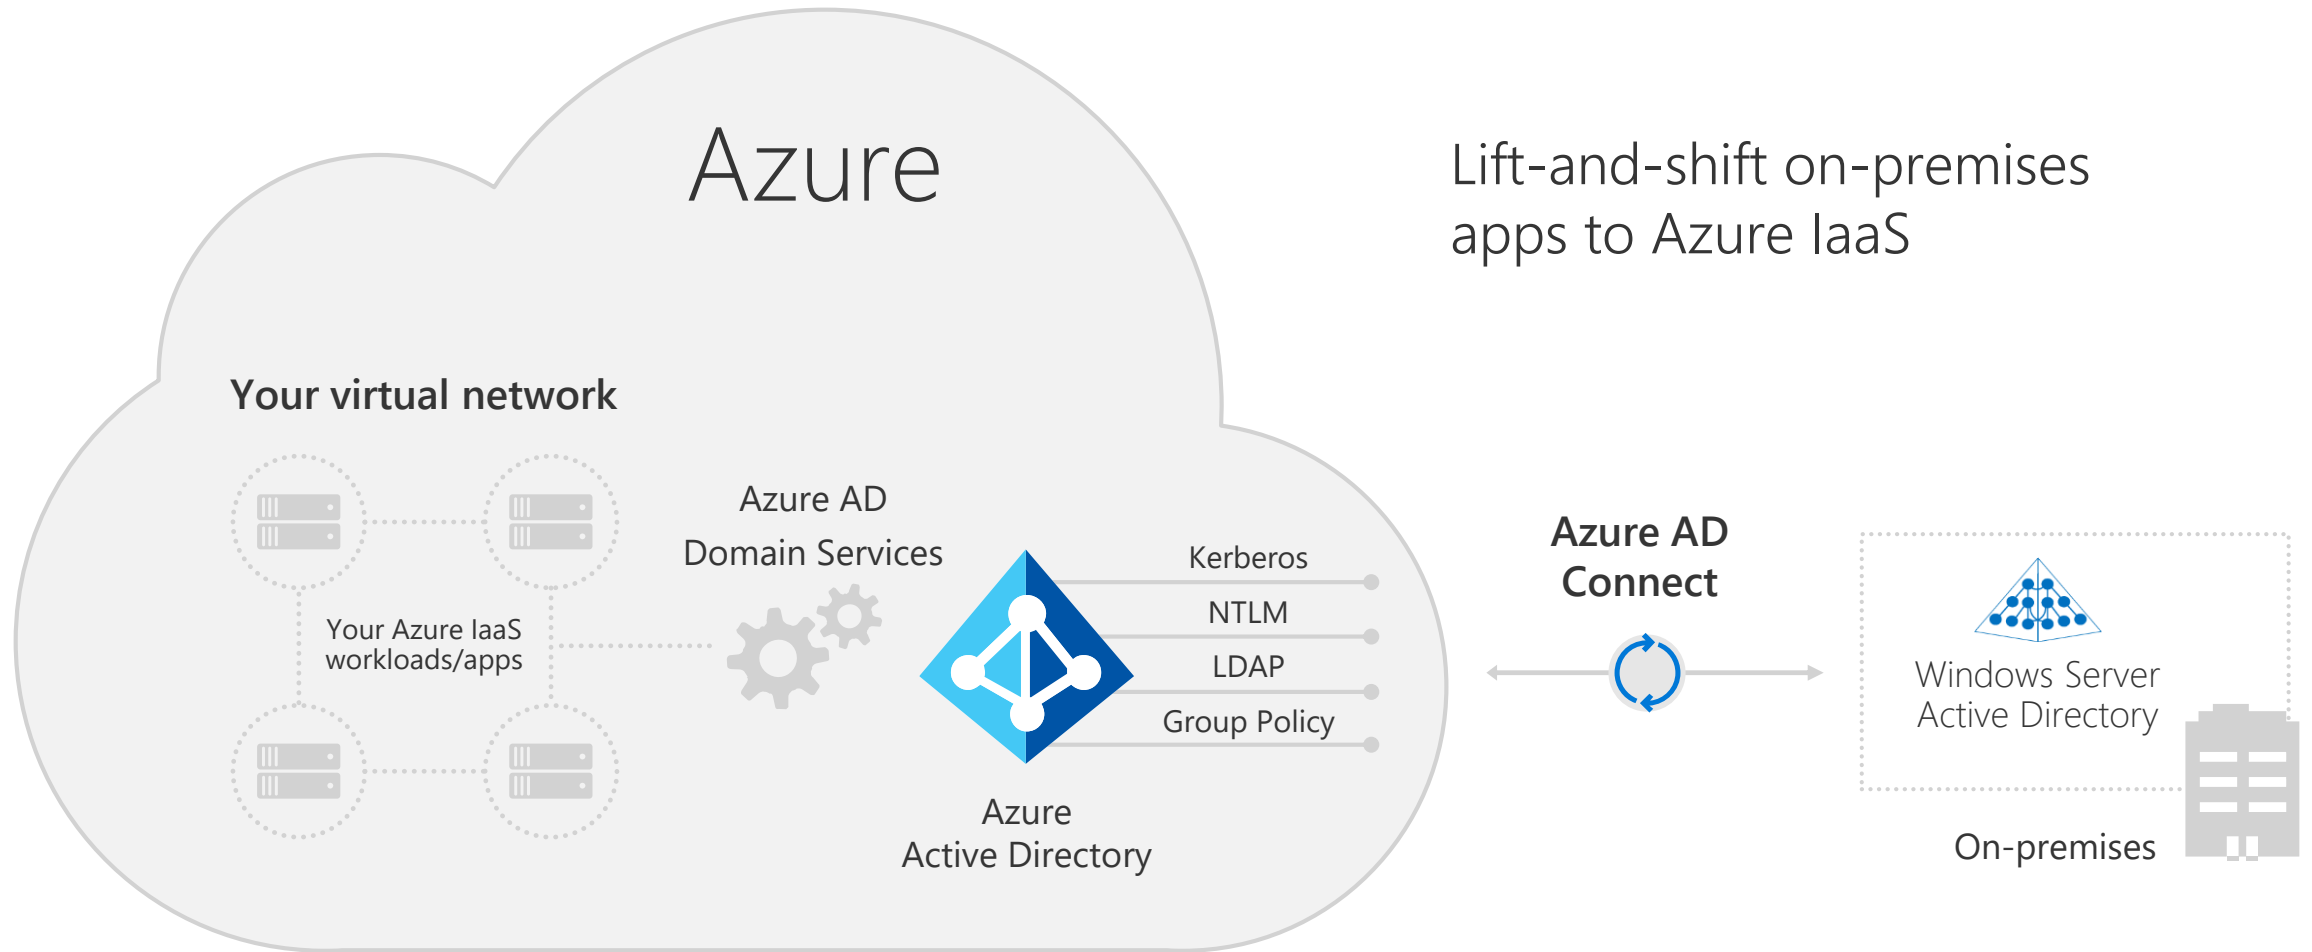 Azure
Lift-and-shift on-premises
apps to Azure IaaS
Your virtual network
Your Azure IaaS
workloads/apps
Azure AD
Domain Services
Kerberos
NTLM
LDAP
Group Policy
Azure
Active Directory
Azure AD
Connect
Windows Server
Active Directory
On-premises